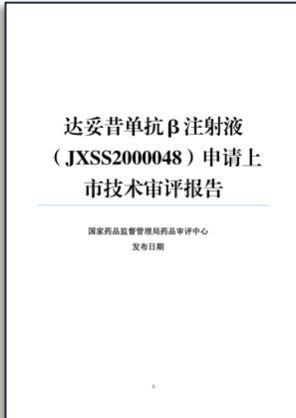 达妥昔单抗 β 注射液
（JXSS2000048）申请上
市技术审评报告
国家药品监督管理局药品审评中心
发布日期
0